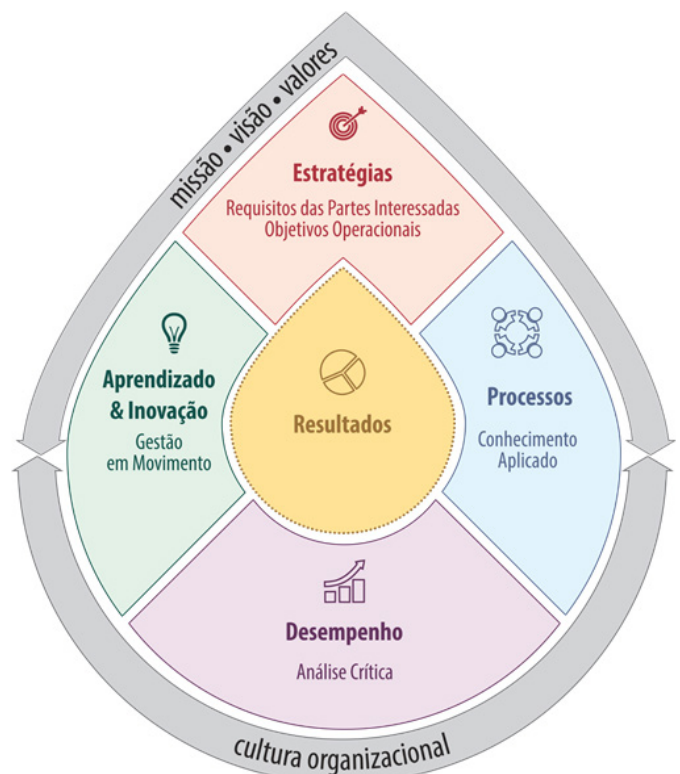 missão • visão • valores
Estratégias
Requisitos das Partes Interessadas
Objetivos Operacionais
Aprendizado
& Inovação
Gestão
em Movimento
Resultados
Processos
Conhecimento
Aplicado
Desempenho
Análise Crítica
cultura organizacional